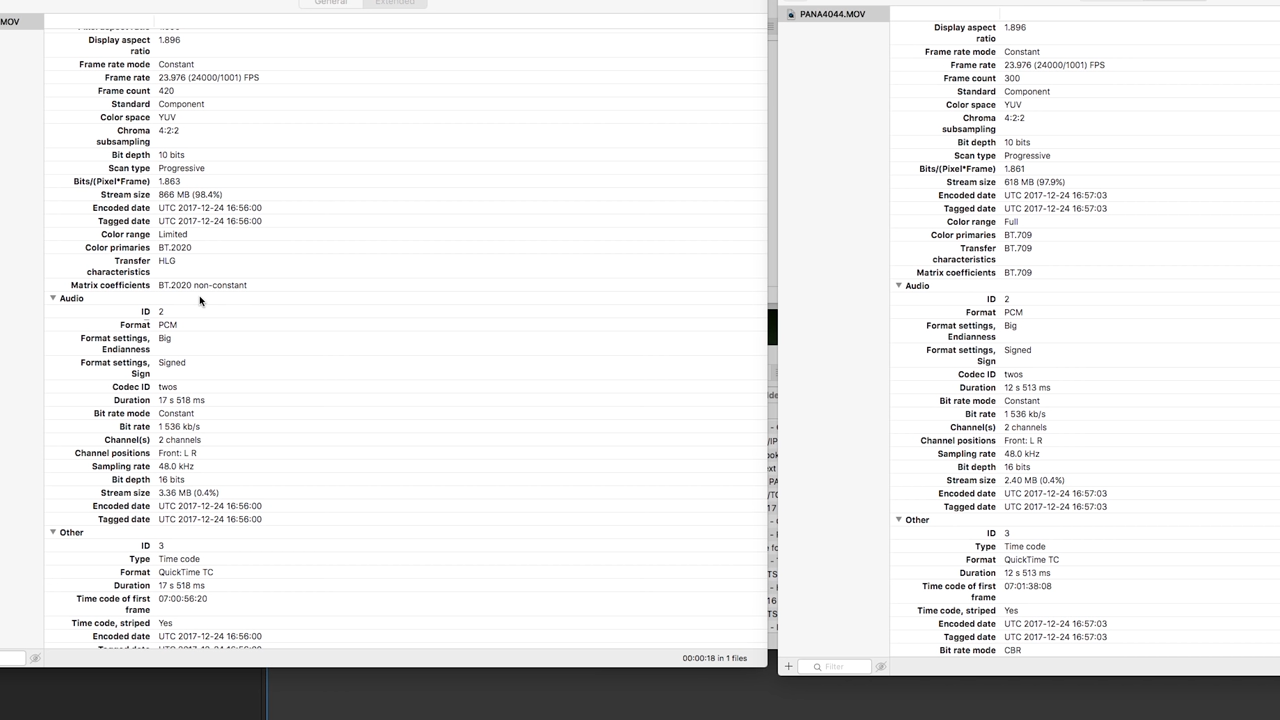 General Extended
MOV
Display aspect 1.896
ratio
Frame rate mode Constant
Frame rate 23.976 (24000/1001) FPS
Frame count 420
Standard Component
Color space YUV
Chroma 4:2:2
subsampling
Bit depth 10 bits
Scan type Progressive
Bits/(Pixel*Frame) 1.863
Stream size 866 MB (98.4%)
Encoded date UTC 2017-12-24 16:56:00
Tagged date UTC 2017-12-24 16:56:00
Color range Limited
Color primaries BT.2020
Transfer HLG
characteristics
Matrix coefficients BT.2020 non-constant
Audio
ID 2
Format PCM
Format settings, Big
Endianness
Format settings, Signed
Sign
Codec ID twos
Duration 17 s 518 ms
Bit rate mode Constant
Bit rate 1 536 kb/s
Channel(s) 2 channels
Channel positions Front: L R
Sampling rate 48.0 kHz
Bit depth 16 bits
Stream size 3.36 MB (0.4%)
Encoded date UTC 2017-12-24 16:56:00
Tagged date UTC 2017-12-24 16:56:00
Other
ID 3
Type Time code
Format QuickTime TC
Duration 17 s 518 ms
Time code of first 07:00:56:20
frame
Time code, striped Yes
Encoded date UTC 2017-12-24 16:56:00
00:00:18 in 1 files
PANA4044.MOV
Display aspect 1.896
ratio
Frame rate mode Constant
Frame rate 23.976 (24000/1001) FPS
Frame count 300
Standard Component
Color space YUV
Chroma 4:2:2
subsampling
Bit depth 10 bits
Scan type Progressive
Bits/(Pixel*Frame) 1.861
Stream size 618 MB (97.9%)
Encoded date UTC 2017-12-24 16:57:03
Tagged date UTC 2017-12-24 16:57:03
Color range Full
Color primaries BT.709
Transfer BT.709
characteristics
Matrix coefficients BT.709
Audio
ID 2
Format PCM
Format settings, Big
Endianness
Format settings, Signed
Sign
Codec ID twos
Duration 12 s 513 ms
Bit rate mode Constant
Bit rate 1 536 kb/s
Channel(s) 2 channels
Channel positions Front: L R
Sampling rate 48.0 kHz
Bit depth 16 bits
Stream size 2.40 MB (0.4%)
Encoded date UTC 2017-12-24 16:57:03
Tagged date UTC 2017-12-24 16:57:03
Other
ID 3
Type Time code
Format QuickTime TC
Duration 12 s 513 ms
Time code of first 07:01:38:08
frame
Time code, striped Yes
Encoded date UTC 2017-12-24 16:57:03
Tagged date UTC 2017-12-24 16:57:03
Bit rate mode CBR
Filter